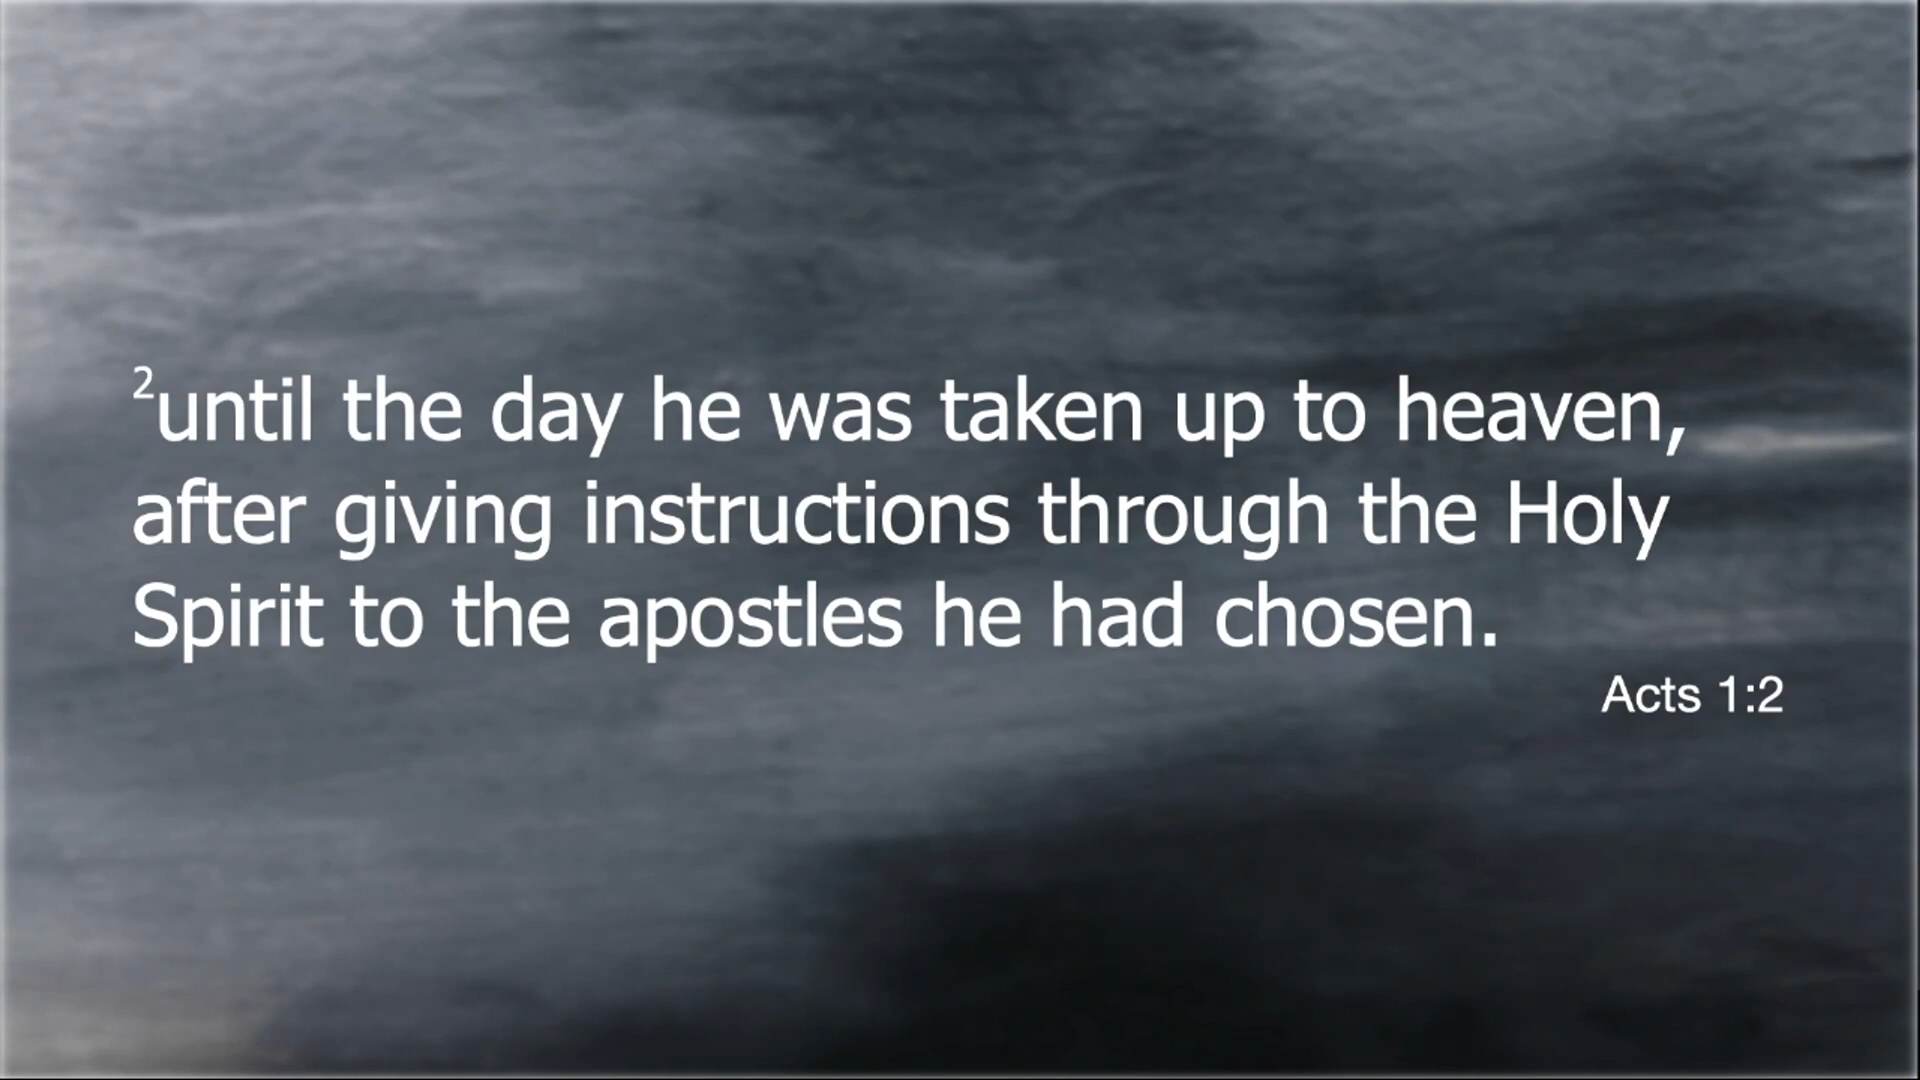 ²until the day he was taken up to heaven,
after giving instructions through the Holy
Spirit to the apostles he had chosen.
Acts 1:2